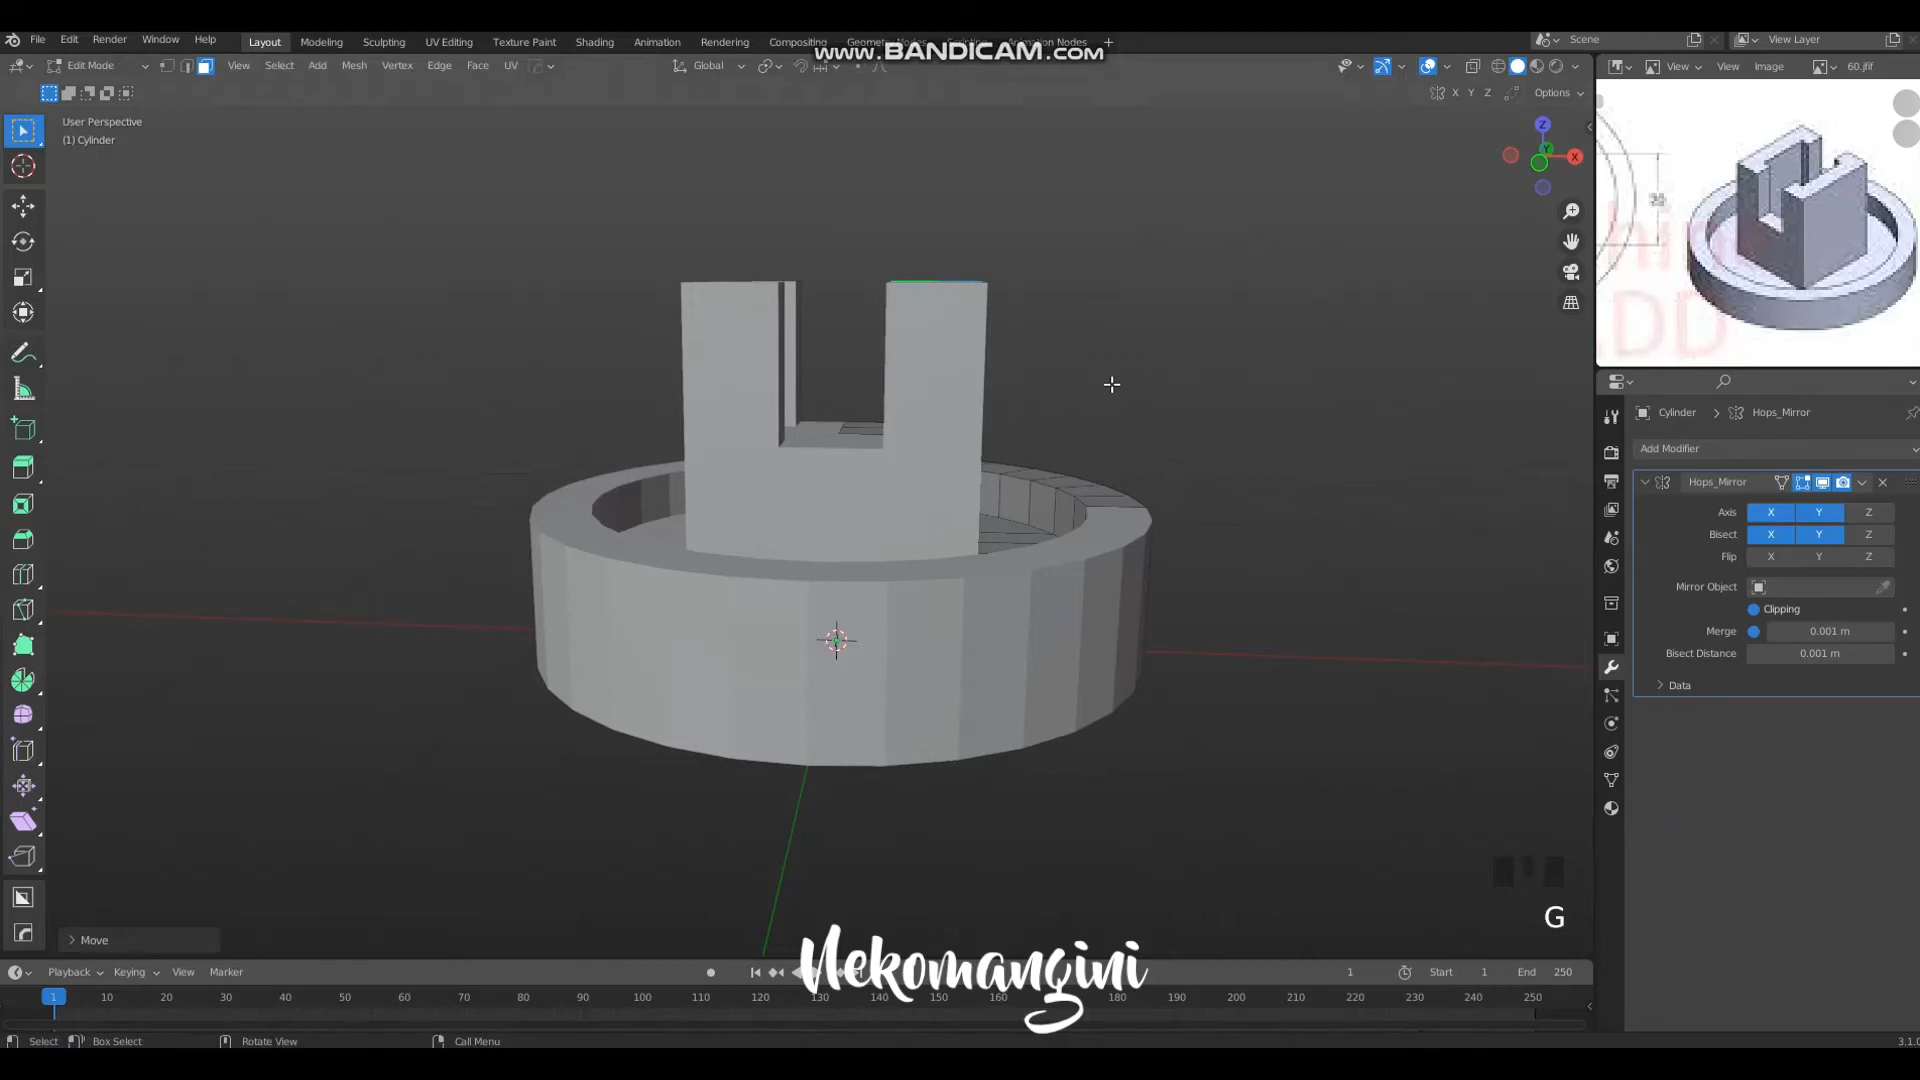 www.BANDICAM.com
File Edit Render Window Help
Layout Modeling Sculpting UV Editing Texture Paint Shading Animation Rendering Compositing
Scene
View Layer
Edit Mode
View Select Add Mesh Vertex Edge Face UV
Global
View View Image
60.jfif
X Y Z
Options
User Perspective
(1) Cylinder
Z
Y
X
20
DD
Cylinder > Hops_Mirror
Add Modifier
Hops_Mirror
Axis X Y Z
Bisect X Y Z
Flip X Y Z
Mirror Object
Clipping
Merge 0.001 m
Bisect Distance 0.001 m
Data
G
Move
Nekomangini
Playback Keying View Marker
1
Start 1
End 250
1 10 20 30 40 50 60 70 80 90 100 110 120 130 140 150 160 170 180 190 200 210 220 230 240 250
Select
Box Select
Rotate View
Call Menu
3.1.0